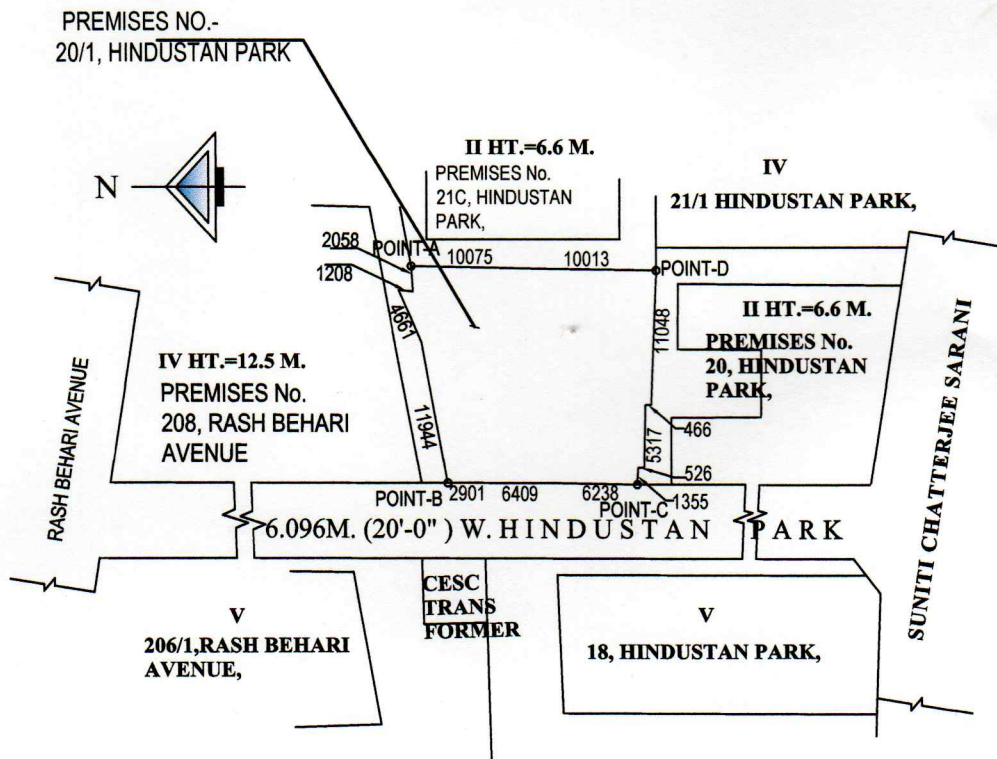 PREMISES NO.-
20/1, HINDUSTAN PARK
N
II HT.=6.6 M.
PREMISES No.
21C, HINDUSTAN
PARK,
IV
21/1 HINDUSTAN PARK,
2058
POINT-A
1208
10075
10013
POINT-D
4661
11048
II HT.=6.6 M.
PREMISES No.
20, HINDUSTAN
PARK,
IV HT.=12.5 M.
PREMISES No.
208, RASH BEHARI
AVENUE
RASH BEHARI AVENUE
11944
5317
466
526
1355
POINT-B
2901
6409
6238
POINT-C
SUNITI CHATTERJEE SARANI
6.096M. (20'-0" ) W. HINDUSTAN PARK
CESC
TRANS
FORMER
V
206/1,RASH BEHARI
AVENUE,
V
18, HINDUSTAN PARK,